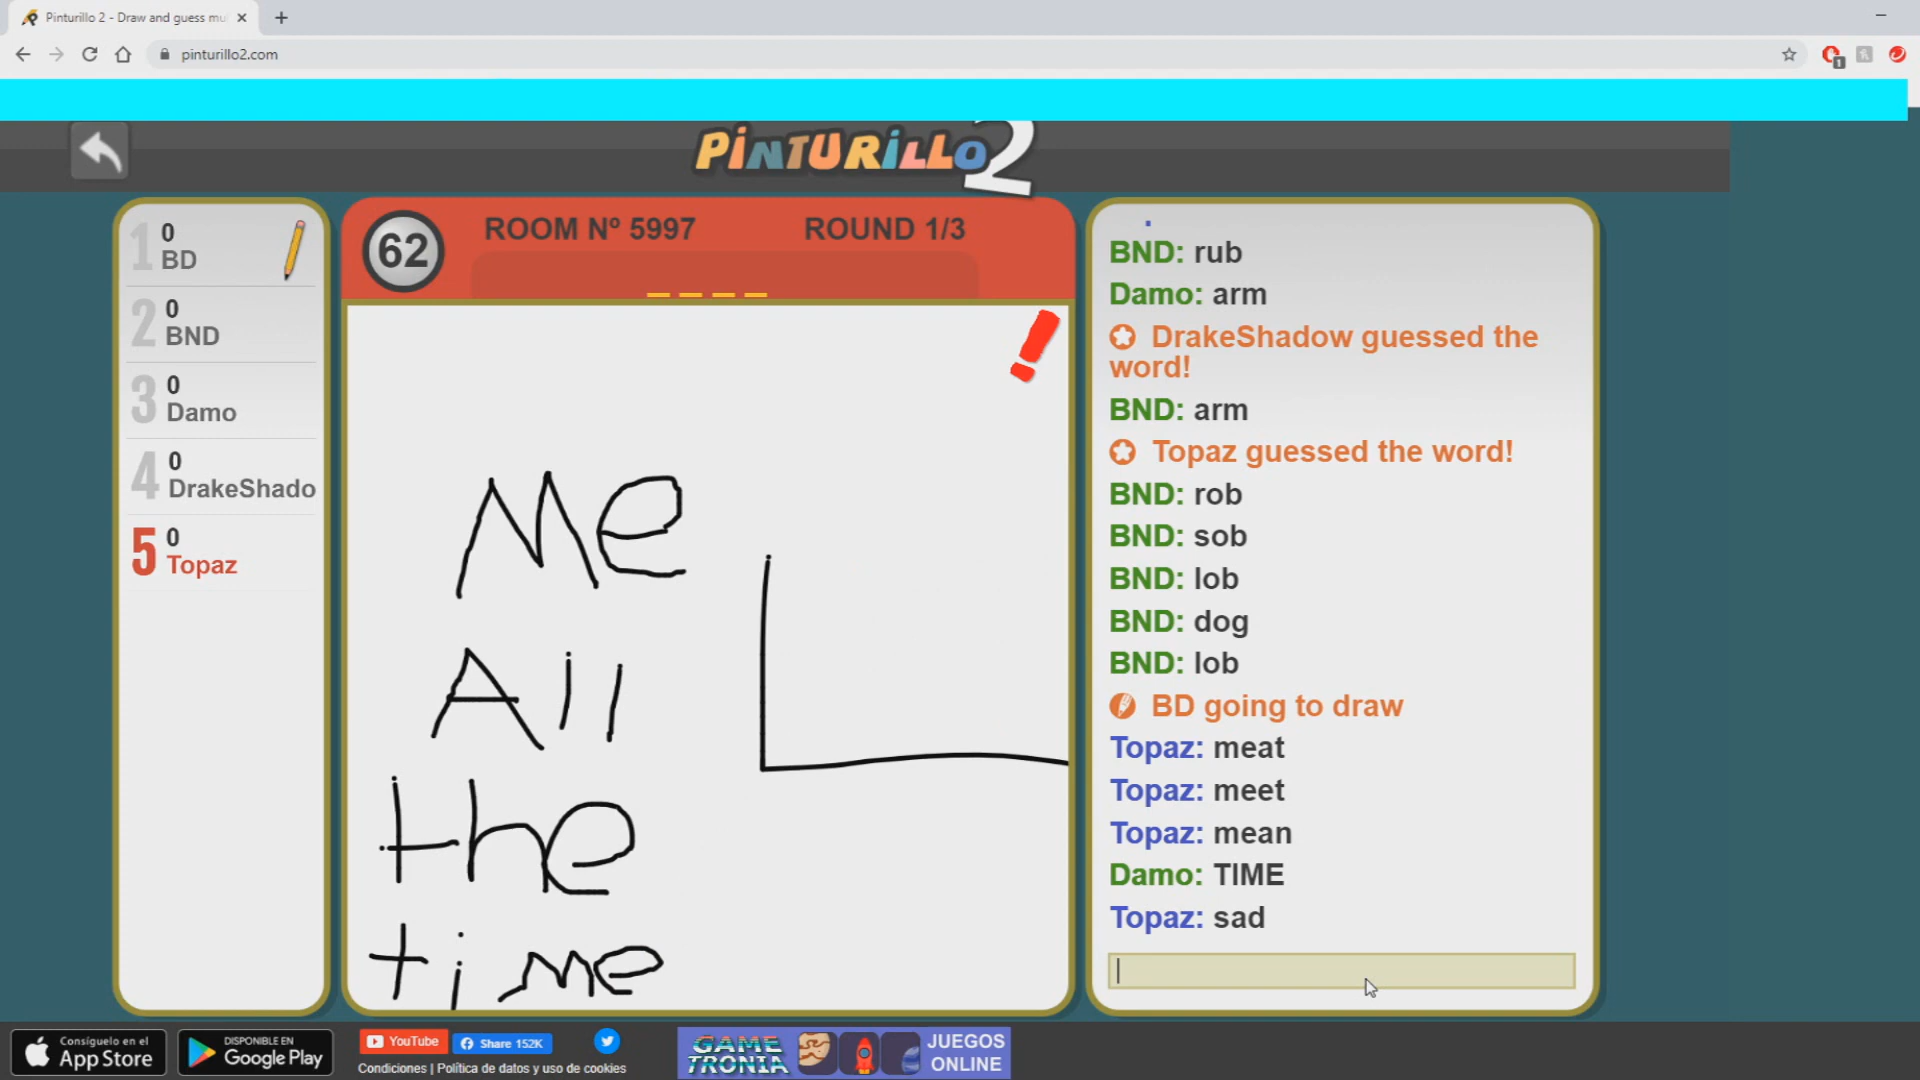 Pinturillo 2 - Draw and guess mu
pinturillo2.com
1
PINTURILLO 2
1 0 BD
2 0 BND
3 0 Damo
4 0 DrakeShado
5 0 Topaz
62
ROOM Nº 5997
ROUND 1/3
_ _ _ _
!
Me
All
the
time
BND: rub
Damo: arm
DrakeShadow guessed the
word!
BND: arm
Topaz guessed the word!
BND: rob
BND: sob
BND: lob
BND: dog
BND: lob
BD going to draw
Topaz: meat
Topaz: meet
Topaz: mean
Damo: TIME
Topaz: sad
Consíguelo en el
App Store
DISPONIBLE EN
Google Play
YouTube
Share 152K
Condiciones | Política de datos y uso de cookies
GAME
TRONIA
JUEGOS
ONLINE